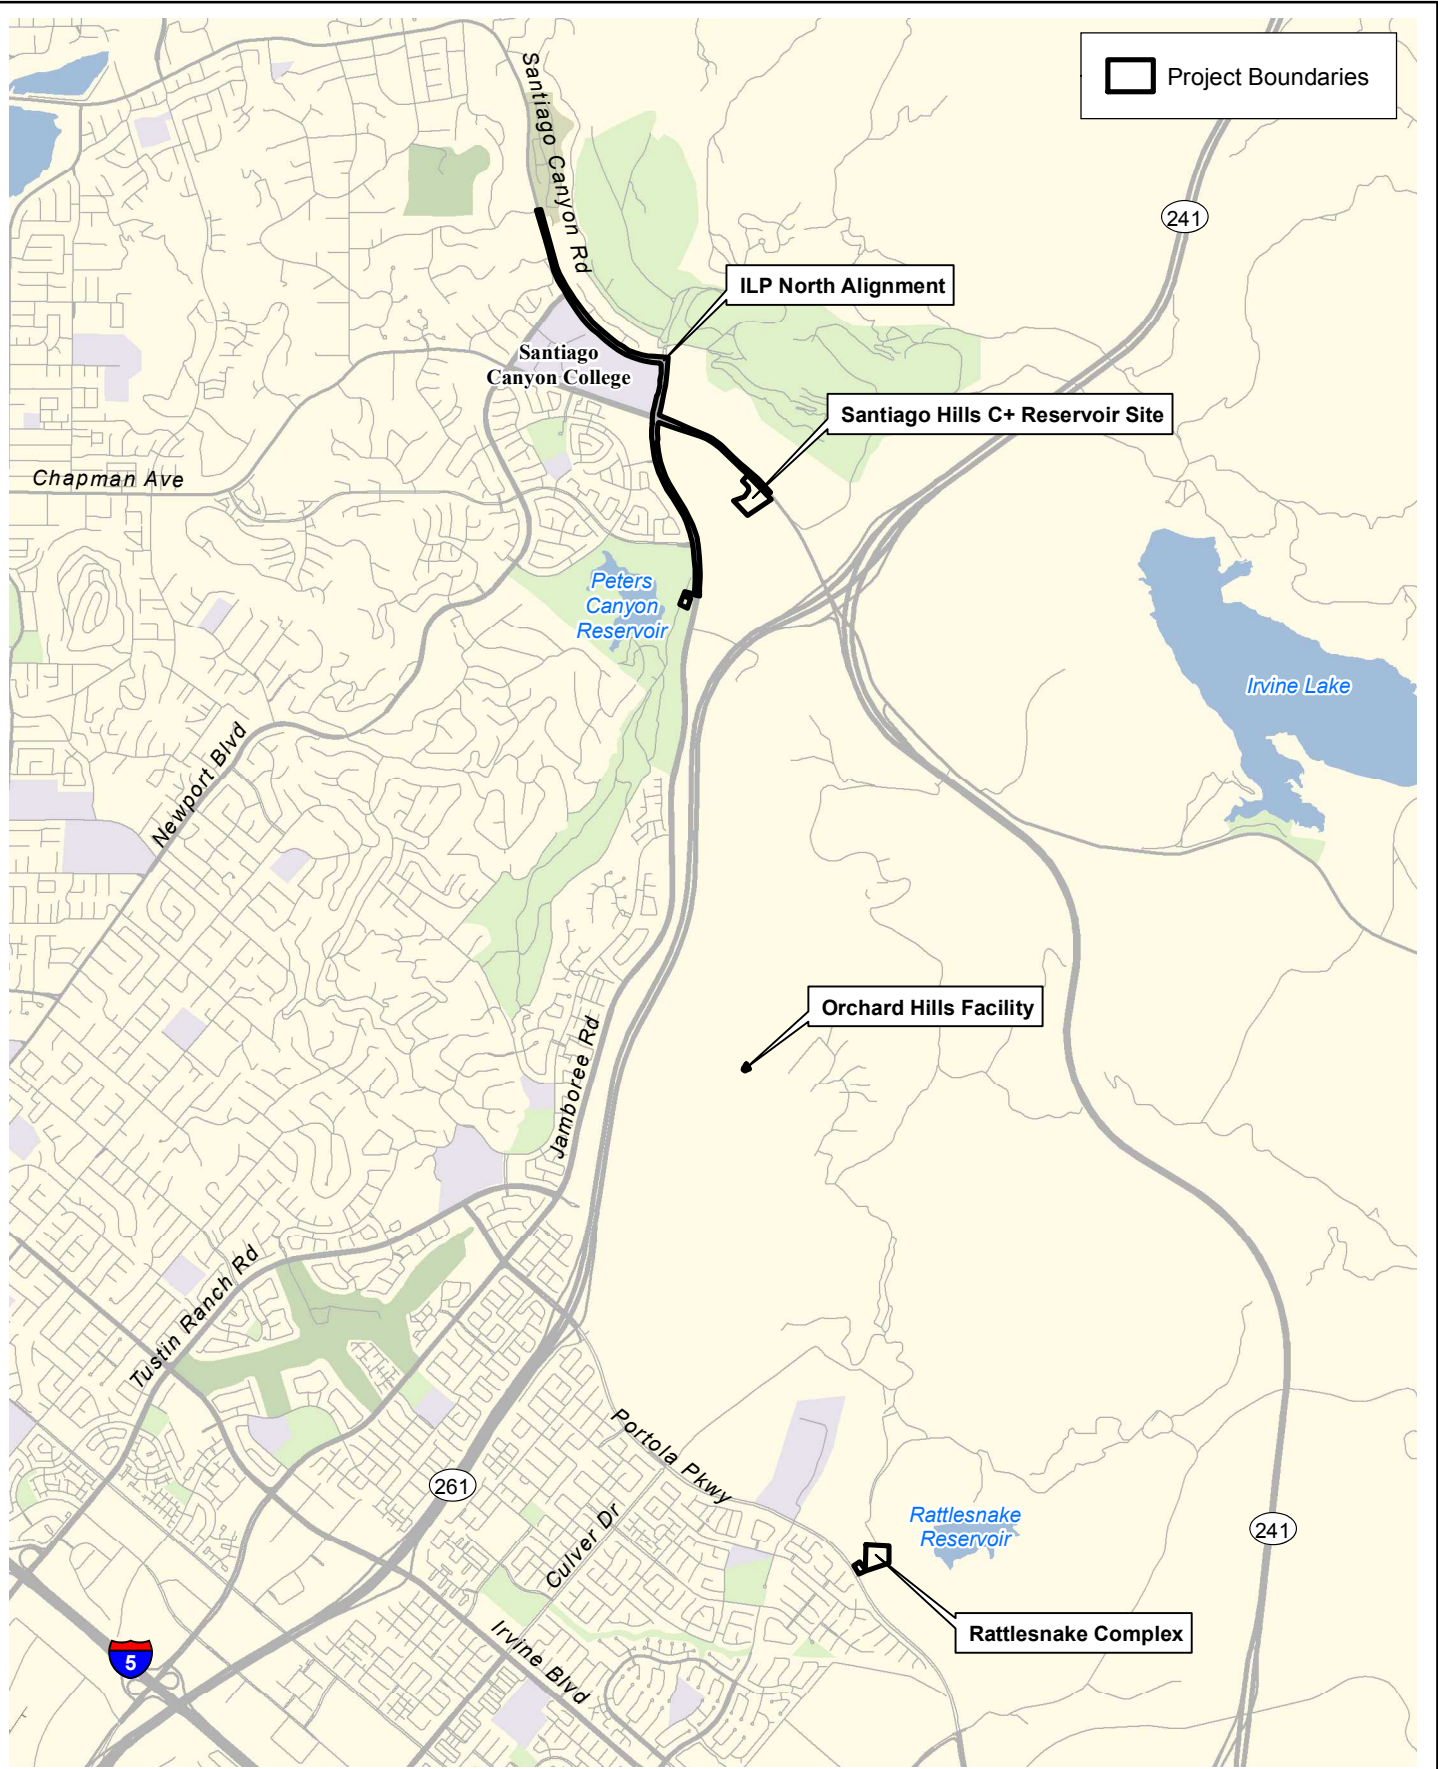 Project Boundaries
Santiago Canyon Rd
241
ILP North Alignment
Santiago
Canyon College
Santiago Hills C+ Reservoir Site
Chapman Ave
Peters
Canyon
Reservoir
Irvine Lake
Newport Blvd
Orchard Hills Facility
Jamboree Rd
Tustin Ranch Rd
Portola Pkwy
261
Culver Dr
Rattlesnake
Reservoir
241
Rattlesnake Complex
Irvine Blvd
5